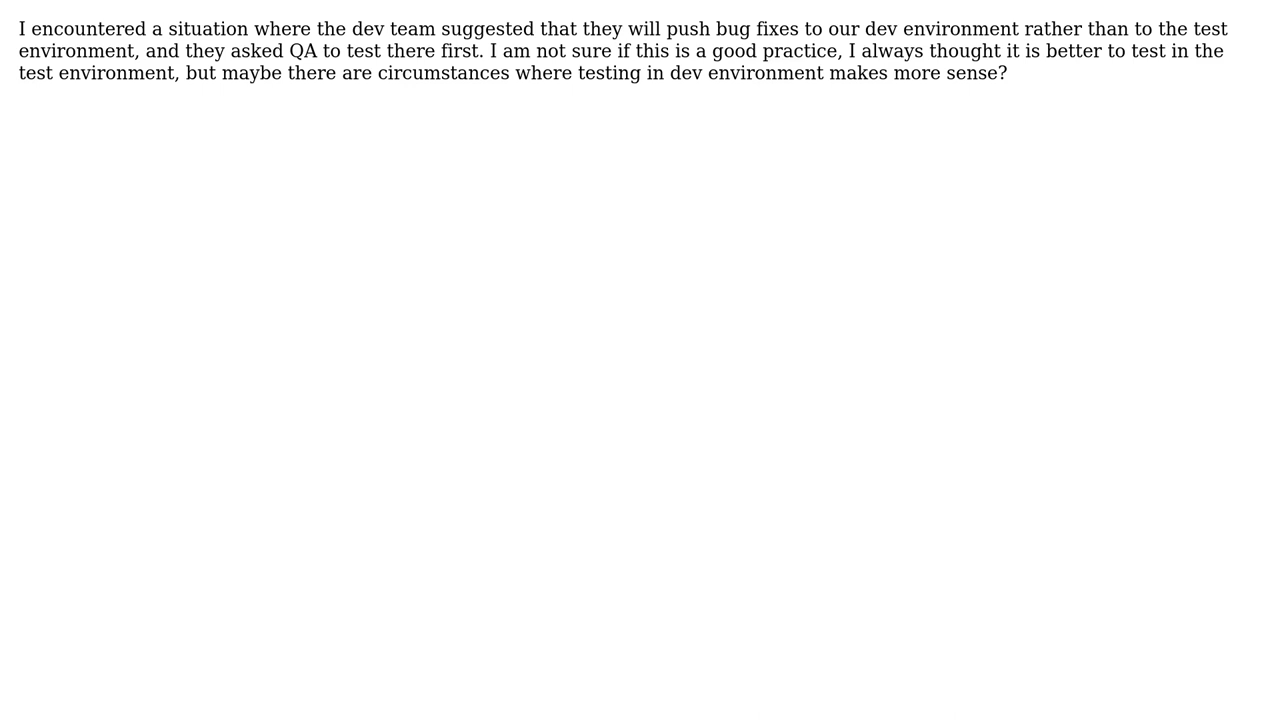 I encountered a situation where the dev team suggested that they will push bug fixes to our dev environment rather than to the test
environment, and they asked QA to test there first. I am not sure if this is a good practice, I always thought it is better to test in the
test environment, but maybe there are circumstances where testing in dev environment makes more sense?